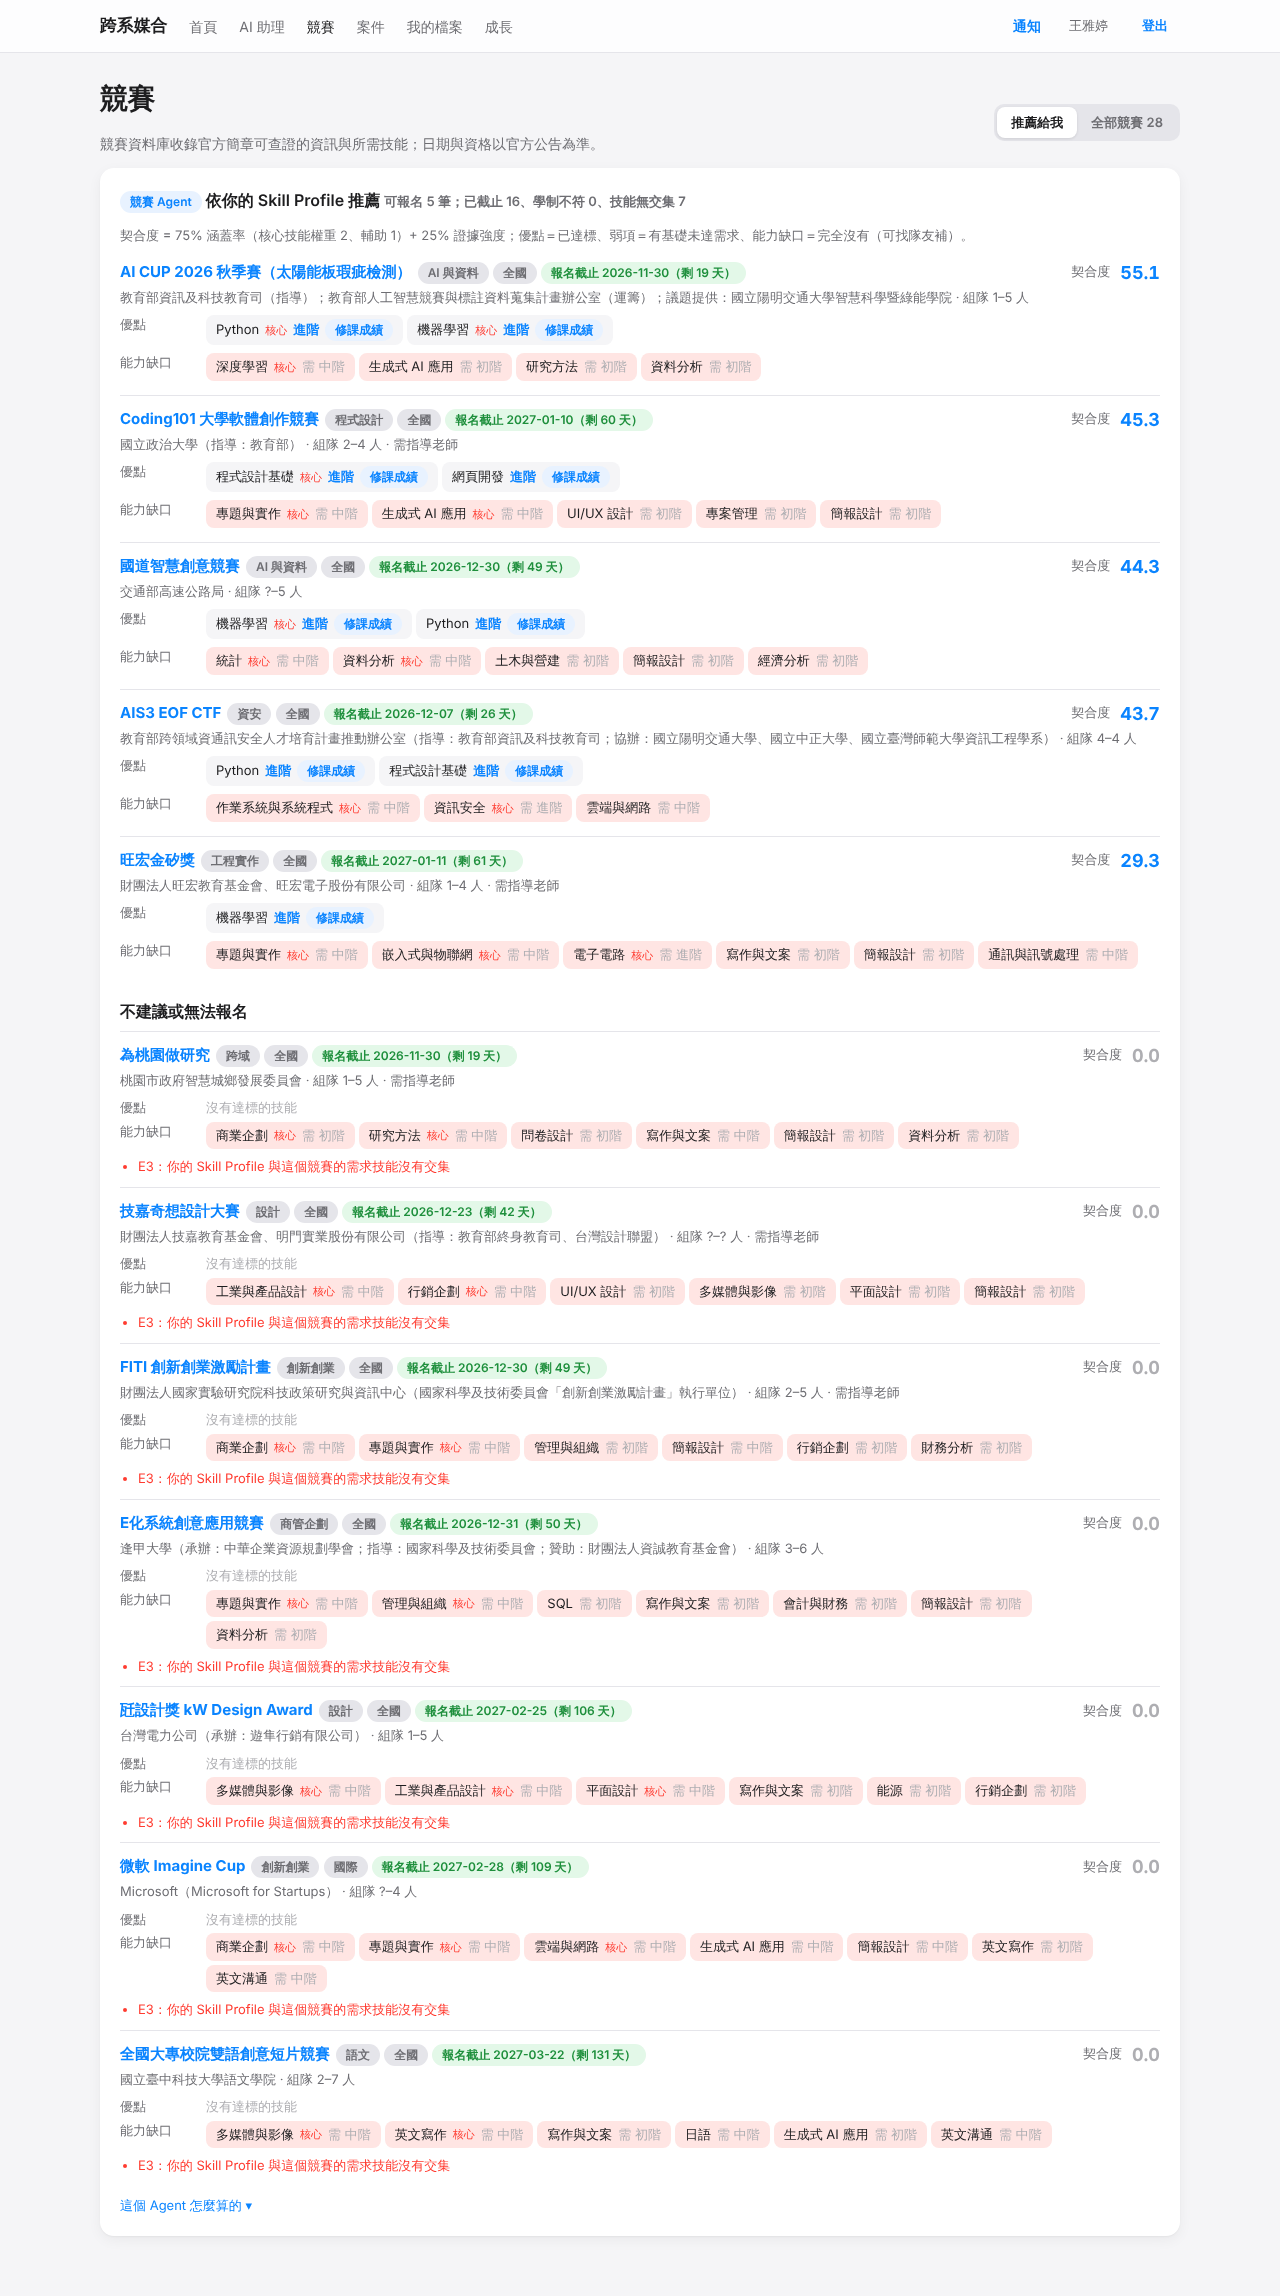 跨系媒合 首頁 AI 助理 競賽 案件 我的檔案 成長 通知 王雅婷 登出
競賽
競賽資料庫收錄官方簡章可查證的資訊與所需技能；日期與資格以官方公告為準。
推薦給我 全部競賽 28
競賽 Agent 依你的 Skill Profile 推薦 可報名 5 筆；已截止 16、學制不符 0、技能無交集 7
契合度 = 75% 涵蓋率（核心技能權重 2、輔助 1）+ 25% 證據強度；優點＝已達標、弱項＝有基礎未達需求、能力缺口＝完全沒有（可找隊友補）。
AI CUP 2026 秋季賽（太陽能板瑕疵檢測） AI 與資料 全國 報名截止 2026-11-30（剩 19 天） 契合度 55.1
教育部資訊及科技教育司（指導）；教育部人工智慧競賽與標註資料蒐集計畫辦公室（運籌）；議題提供：國立陽明交通大學智慧科學暨綠能學院 · 組隊 1–5 人
優點 Python 核心 進階 修課成績 機器學習 核心 進階 修課成績
能力缺口 深度學習 核心 需 中階 生成式 AI 應用 需 初階 研究方法 需 初階 資料分析 需 初階
Coding101 大學軟體創作競賽 程式設計 全國 報名截止 2027-01-10（剩 60 天） 契合度 45.3
國立政治大學（指導：教育部） · 組隊 2–4 人 · 需指導老師
優點 程式設計基礎 核心 進階 修課成績 網頁開發 進階 修課成績
能力缺口 專題與實作 核心 需 中階 生成式 AI 應用 核心 需 中階 UI/UX 設計 需 初階 專案管理 需 初階 簡報設計 需 初階
國道智慧創意競賽 AI 與資料 全國 報名截止 2026-12-30（剩 49 天） 契合度 44.3
交通部高速公路局 · 組隊 ?–5 人
優點 機器學習 核心 進階 修課成績 Python 進階 修課成績
能力缺口 統計 核心 需 中階 資料分析 核心 需 中階 土木與營建 需 初階 簡報設計 需 初階 經濟分析 需 初階
AIS3 EOF CTF 資安 全國 報名截止 2026-12-07（剩 26 天） 契合度 43.7
教育部跨領域資通訊安全人才培育計畫推動辦公室（指導：教育部資訊及科技教育司；協辦：國立陽明交通大學、國立中正大學、國立臺灣師範大學資訊工程學系） · 組隊 4–4 人
優點 Python 進階 修課成績 程式設計基礎 進階 修課成績
能力缺口 作業系統與系統程式 核心 需 中階 資訊安全 核心 需 進階 雲端與網路 需 中階
旺宏金矽獎 工程實作 全國 報名截止 2027-01-11（剩 61 天） 契合度 29.3
財團法人旺宏教育基金會、旺宏電子股份有限公司 · 組隊 1–4 人 · 需指導老師
優點 機器學習 進階 修課成績
能力缺口 專題與實作 核心 需 中階 嵌入式與物聯網 核心 需 中階 電子電路 核心 需 進階 寫作與文案 需 初階 簡報設計 需 初階 通訊與訊號處理 需 中階
不建議或無法報名
為桃園做研究 跨域 全國 報名截止 2026-11-30（剩 19 天） 契合度 0.0
桃園市政府智慧城鄉發展委員會 · 組隊 1–5 人 · 需指導老師
優點 沒有達標的技能
能力缺口 商業企劃 核心 需 初階 研究方法 核心 需 中階 問卷設計 需 初階 寫作與文案 需 中階 簡報設計 需 初階 資料分析 需 初階
• E3：你的 Skill Profile 與這個競賽的需求技能沒有交集
技嘉奇想設計大賽 設計 全國 報名截止 2026-12-23（剩 42 天） 契合度 0.0
財團法人技嘉教育基金會、明門實業股份有限公司（指導：教育部終身教育司、台灣設計聯盟） · 組隊 ?–? 人 · 需指導老師
優點 沒有達標的技能
能力缺口 工業與產品設計 核心 需 中階 行銷企劃 核心 需 中階 UI/UX 設計 需 初階 多媒體與影像 需 初階 平面設計 需 初階 簡報設計 需 初階
• E3：你的 Skill Profile 與這個競賽的需求技能沒有交集
FITI 創新創業激勵計畫 創新創業 全國 報名截止 2026-12-30（剩 49 天） 契合度 0.0
財團法人國家實驗研究院科技政策研究與資訊中心（國家科學及技術委員會「創新創業激勵計畫」執行單位） · 組隊 2–5 人 · 需指導老師
優點 沒有達標的技能
能力缺口 商業企劃 核心 需 中階 專題與實作 核心 需 中階 管理與組織 需 初階 簡報設計 需 中階 行銷企劃 需 初階 財務分析 需 初階
• E3：你的 Skill Profile 與這個競賽的需求技能沒有交集
E化系統創意應用競賽 商管企劃 全國 報名截止 2026-12-31（剩 50 天） 契合度 0.0
逢甲大學（承辦：中華企業資源規劃學會；指導：國家科學及技術委員會；贊助：財團法人資誠教育基金會） · 組隊 3–6 人
優點 沒有達標的技能
能力缺口 專題與實作 核心 需 中階 管理與組織 核心 需 中階 SQL 需 初階 寫作與文案 需 初階 會計與財務 需 初階 簡報設計 需 初階
資料分析 需 初階
• E3：你的 Skill Profile 與這個競賽的需求技能沒有交集
瓩設計獎 kW Design Award 設計 全國 報名截止 2027-02-25（剩 106 天） 契合度 0.0
台灣電力公司（承辦：遊隼行銷有限公司） · 組隊 1–5 人
優點 沒有達標的技能
能力缺口 多媒體與影像 核心 需 中階 工業與產品設計 核心 需 中階 平面設計 核心 需 中階 寫作與文案 需 初階 能源 需 初階 行銷企劃 需 初階
• E3：你的 Skill Profile 與這個競賽的需求技能沒有交集
微軟 Imagine Cup 創新創業 國際 報名截止 2027-02-28（剩 109 天） 契合度 0.0
Microsoft（Microsoft for Startups） · 組隊 ?–4 人
優點 沒有達標的技能
能力缺口 商業企劃 核心 需 中階 專題與實作 核心 需 中階 雲端與網路 核心 需 中階 生成式 AI 應用 需 中階 簡報設計 需 中階 英文寫作 需 初階
英文溝通 需 中階
• E3：你的 Skill Profile 與這個競賽的需求技能沒有交集
全國大專校院雙語創意短片競賽 語文 全國 報名截止 2027-03-22（剩 131 天） 契合度 0.0
國立臺中科技大學語文學院 · 組隊 2–7 人
優點 沒有達標的技能
能力缺口 多媒體與影像 核心 需 中階 英文寫作 核心 需 中階 寫作與文案 需 初階 日語 需 中階 生成式 AI 應用 需 初階 英文溝通 需 中階
• E3：你的 Skill Profile 與這個競賽的需求技能沒有交集
這個 Agent 怎麼算的 ▾